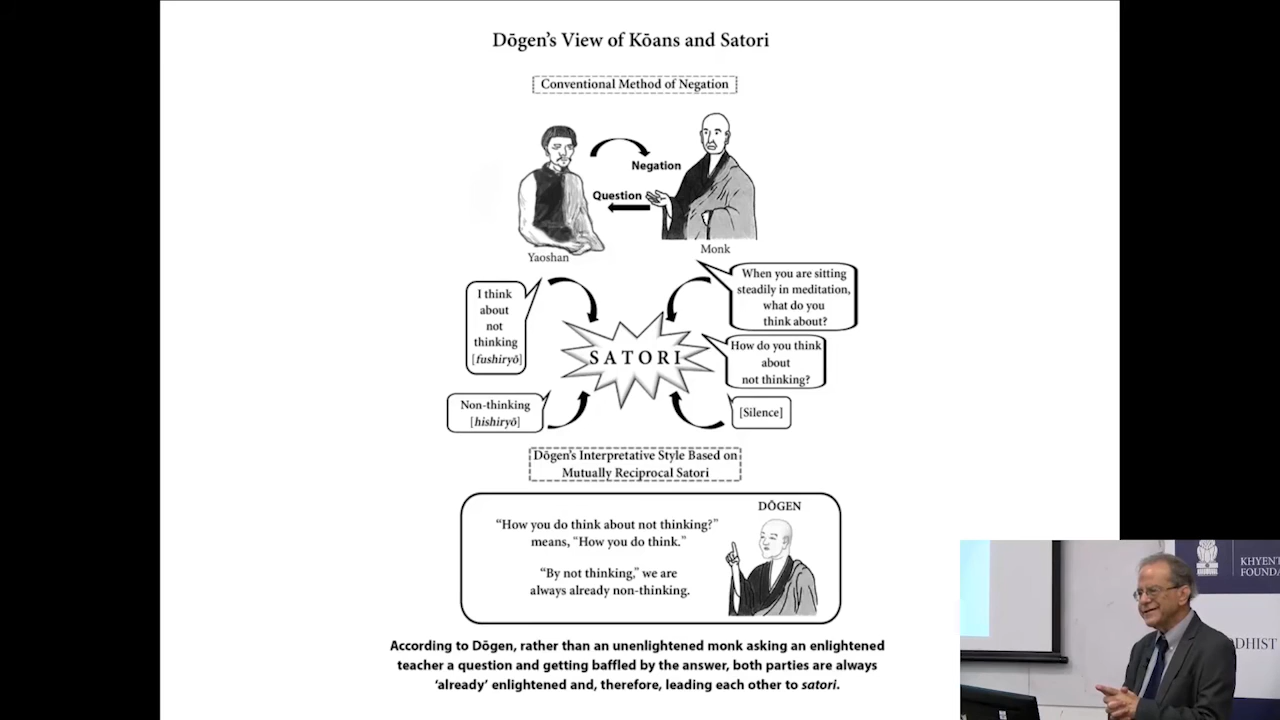 Dōgen's View of Kōans and Satori
Conventional Method of Negation
Negation
Question
Yaoshan
Monk
I think
about
not
thinking
[fushiryō]
When you are sitting
steadily in meditation,
what do you
think about?
SATORI
How do you think
about
not thinking?
Non-thinking
[hishiryō]
[Silence]
Dōgen's Interpretative Style Based on
Mutually Reciprocal Satori
DŌGEN
“How you do think about not thinking?”
means, “How you do think.”
“By not thinking,” we are
always already non-thinking.
According to Dōgen, rather than an unenlightened monk asking an enlightened
teacher a question and getting baffled by the answer, both parties are always
‘already’ enlightened and, therefore, leading each other to satori.
KHYENT
FOUNDA
DHIST